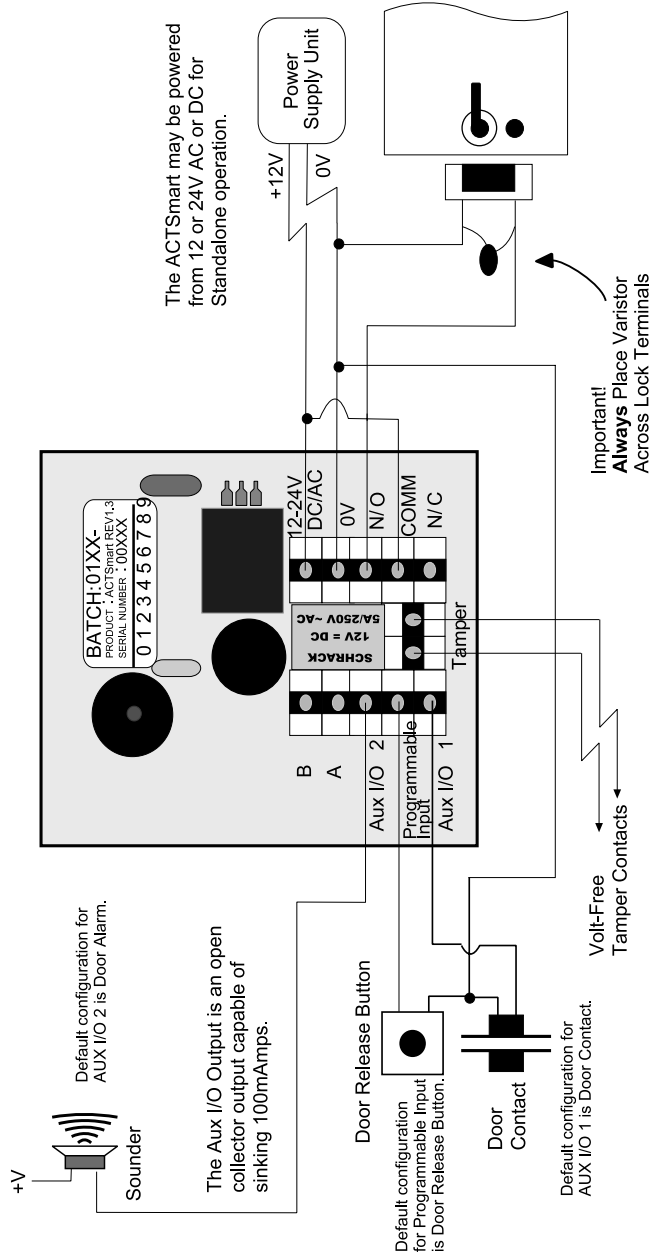 The ACTSmart may be powered
from 12 or 24V AC or DC for
Standalone operation.
Power
Supply Unit
+12V
0V
Important!
Always Place Varistor
Across Lock Terminals
BATCH:01XX-
PRODUCT . ACTSmart REV1.3
SERIAL NUMBER : 00XXX
0 1 2 3 4 5 6 7 8 9
12-24V
DC/AC
0V
N/O
COMM
N/C
SCHRACK
12V = DC
5A/250V ~ AC
Tamper
B
A
Aux I/O 2
Programmable
Input
Aux I/O 1
Volt-Free
Tamper Contacts
Default configuration for
AUX I/O 2 is Door Alarm.
+V
Sounder
The Aux I/O Output is an open
collector output capable of
sinking 100mAmps.
Door Release Button
Default configuration
for Programmable Input
is Door Release Button.
Door
Contact
Default configuration for
AUX I/O 1 is Door Contact.